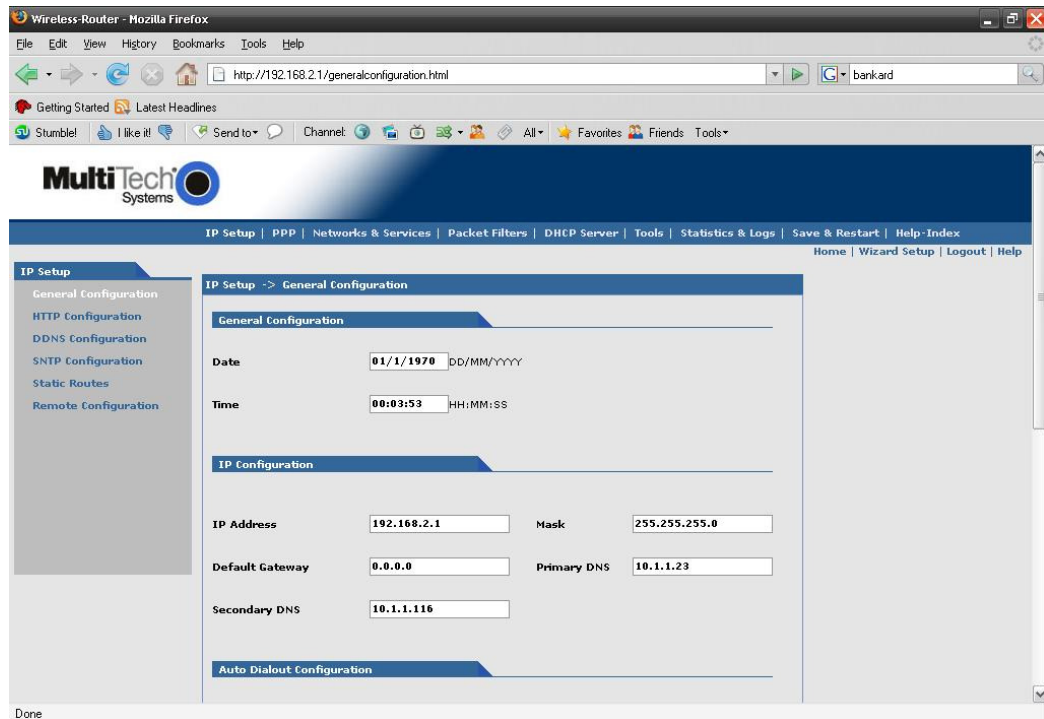 Wireless-Router - Mozilla Firefox
File Edit View History Bookmarks Tools Help
http://192.168.2.1/generalconfiguration.html
G bankard
Getting Started Latest Headlines
SU Stumble! I like it! Send to Channel: All Favorites Friends Tools
MultiTech
Systems
IP Setup | PPP | Networks & Services | Packet Filters | DHCP Server | Tools | Statistics & Logs | Save & Restart | Help-Index
Home | Wizard Setup | Logout | Help
IP Setup
General Configuration
HTTP Configuration
DDNS Configuration
SNTP Configuration
Static Routes
Remote Configuration
IP Setup -> General Configuration
General Configuration
Date 01/1/1970 DD/MM/YYYY
Time 00:03:53 HH:MM:SS
IP Configuration
IP Address 192.168.2.1 Mask 255.255.255.0
Default Gateway 0.0.0.0 Primary DNS 10.1.1.23
Secondary DNS 10.1.1.116
Auto Dialout Configuration
Done